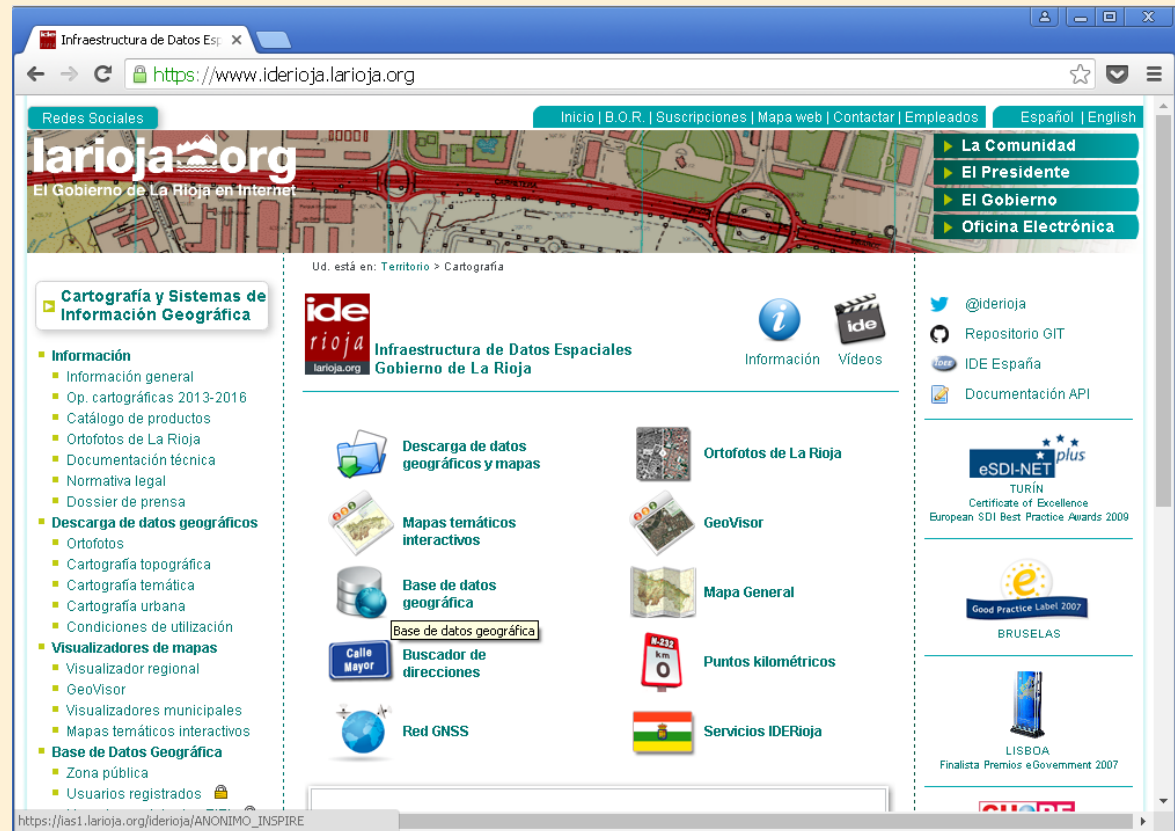 Infraestructura de Datos Esp
https://www.iderioja.larioja.org
Redes Sociales
Inicio | B.O.R. | Suscripciones | Mapa web | Contactar | Empleados
Español | English
larioja.org
El Gobierno de La Rioja en Internet
La Comunidad
El Presidente
El Gobierno
Oficina Electrónica
Ud. está en: Territorio > Cartografía
Cartografía y Sistemas de
Información Geográfica
Información
Información general
Op. cartográficas 2013-2016
Catálogo de productos
Ortofotos de La Rioja
Documentación técnica
Normativa legal
Dossier de prensa
Descarga de datos geográficos
Ortofotos
Cartografía topográfica
Cartografía temática
Cartografía urbana
Condiciones de utilización
Visualizadores de mapas
Visualizador regional
GeoVisor
Visualizadores municipales
Mapas temáticos interactivos
Base de Datos Geográfica
Zona pública
Usuarios registrados
https://ias1.larioja.org/iderioja/ANONIMO_INSPIRE
ide
rioja
larioja.org
Infraestructura de Datos Espaciales
Gobierno de La Rioja
Información
ide
Vídeos
Descarga de datos
geográficos y mapas
Ortofotos de La Rioja
Mapas temáticos
interactivos
GeoVisor
Base de datos
geográfica
Mapa General
Base de datos geográfica
Calle
Mayor
Buscador de
direcciones
N-232
km
0
Puntos kilométricos
Red GNSS
Servicios IDERioja
@iderioja
Repositorio GIT
IDE España
Documentación API
eSDI-NET plus
TURÍN
Certificate of Excellence
European SDI Best Practice Awards 2009
Good Practice Label 2007
BRUSELAS
LISBOA
Finalista Premios eGovernment 2007